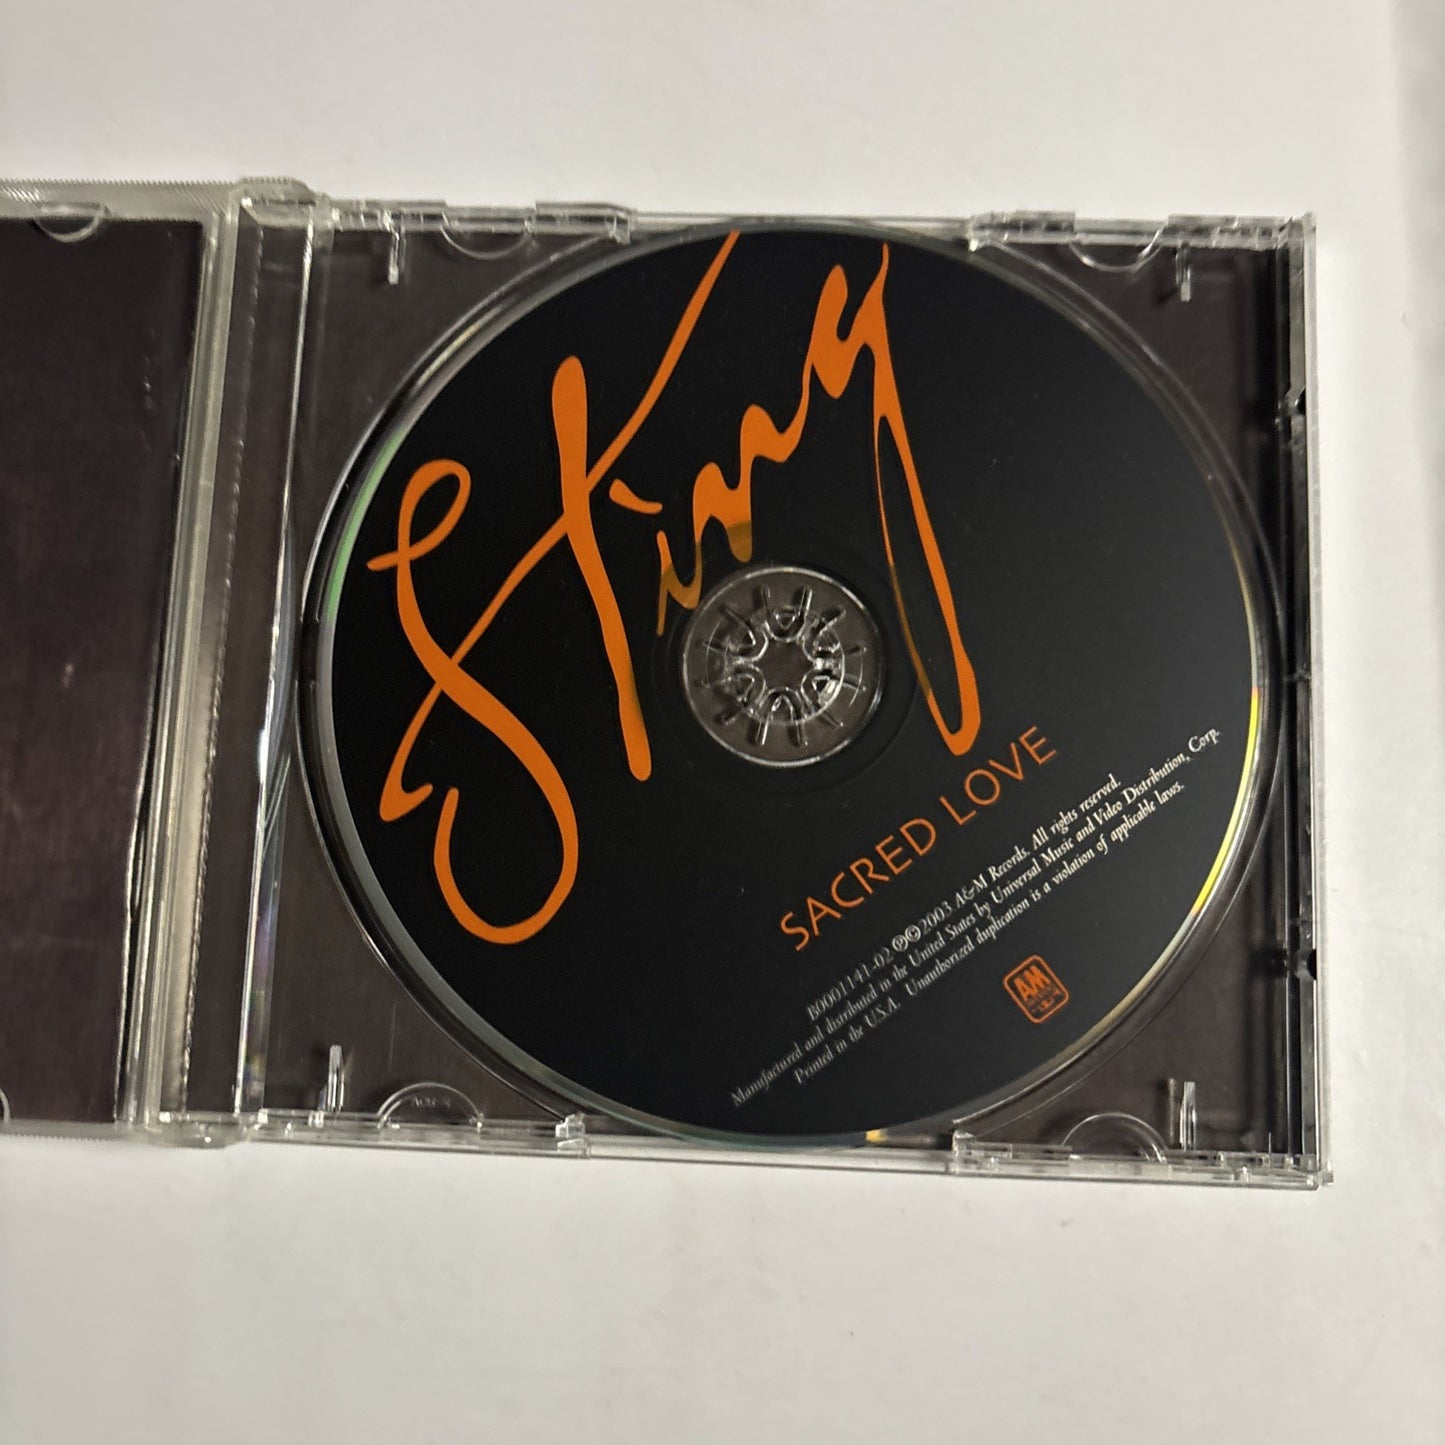 Sting
SACRED LOVE
B0001141-02 ℗© 2003 A&M Records. All rights reserved.
Manufactured and distributed in the United States by Universal Music and Video Distribution, Corp.
Printed in the U.S.A. Unauthorized duplication is a violation of applicable laws.
AM